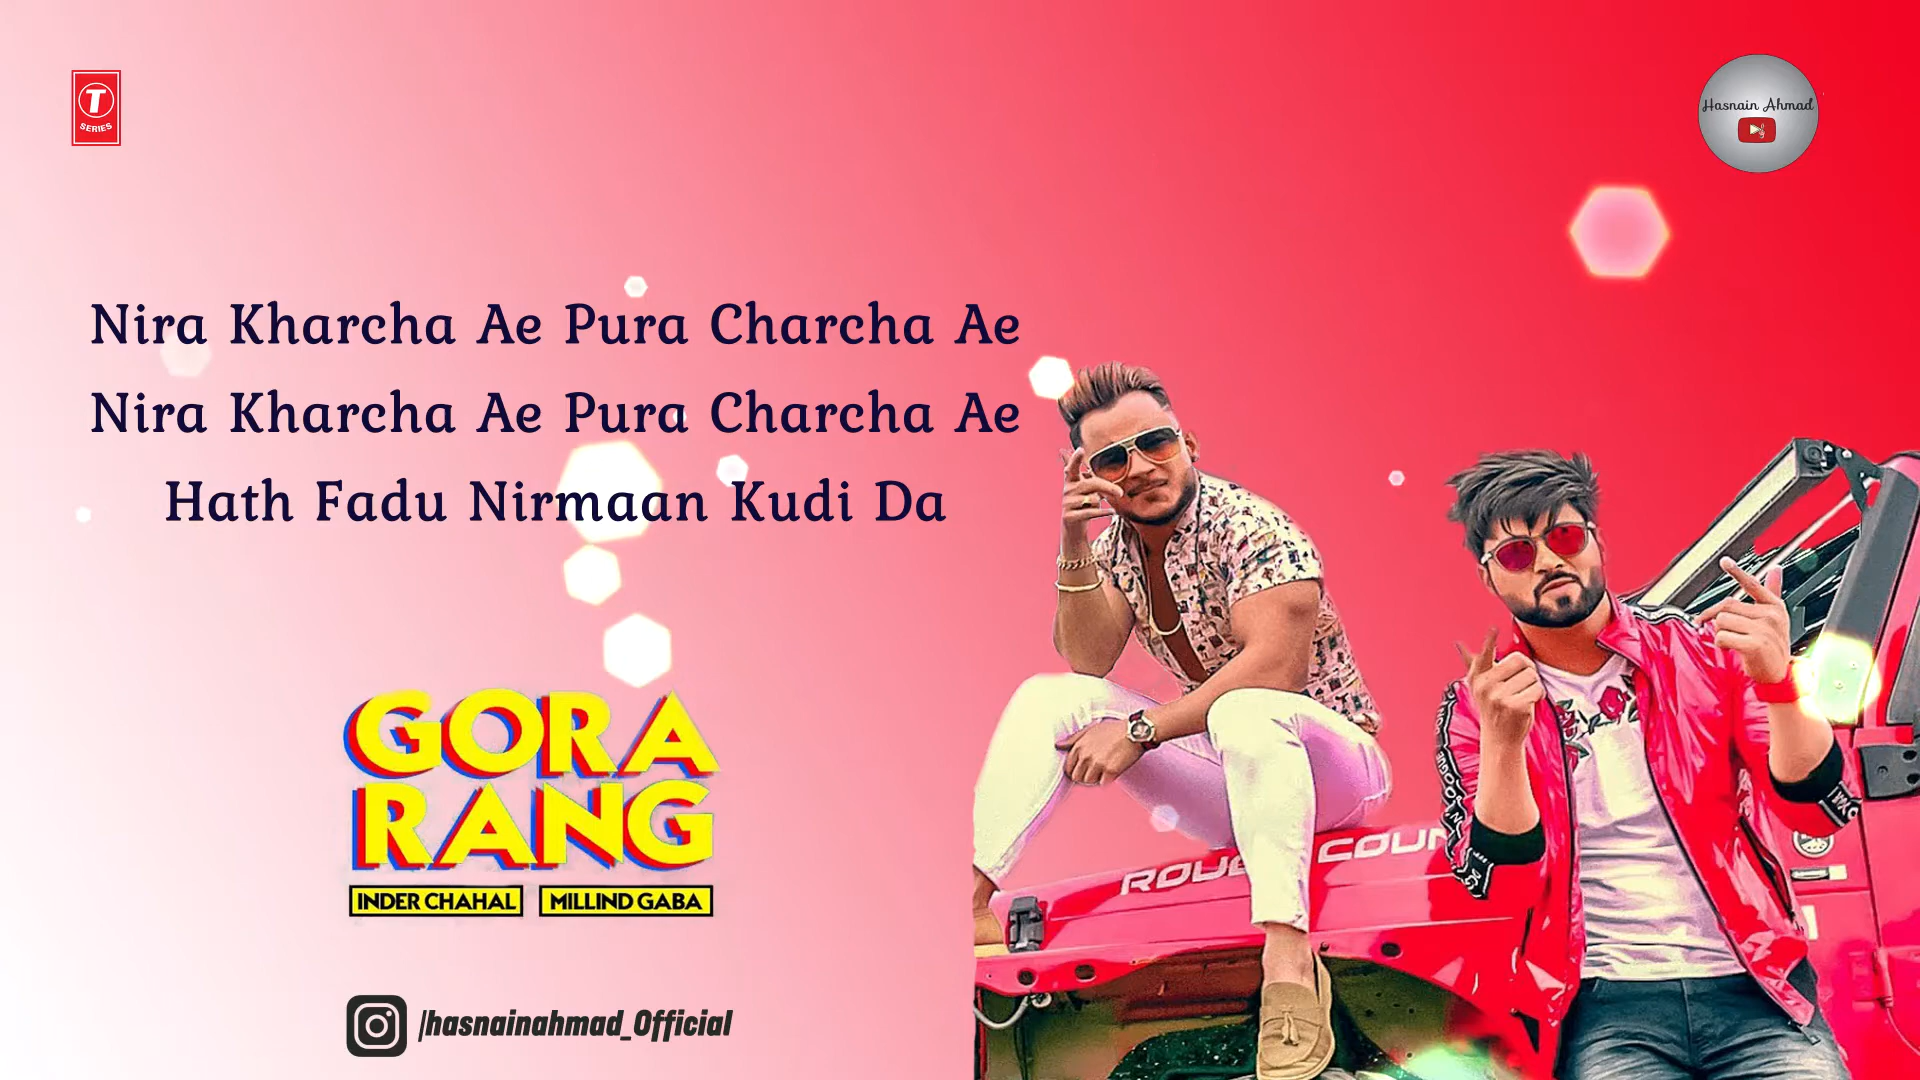 T
SERIES
Hasnain Ahmad
Nira Kharcha Ae Pura Charcha Ae
Nira Kharcha Ae Pura Charcha Ae
Hath Fadu Nirmaan Kudi Da
GORA
RANG
INDER CHAHAL
MILLIND GABA
/hasnainahmad_Official